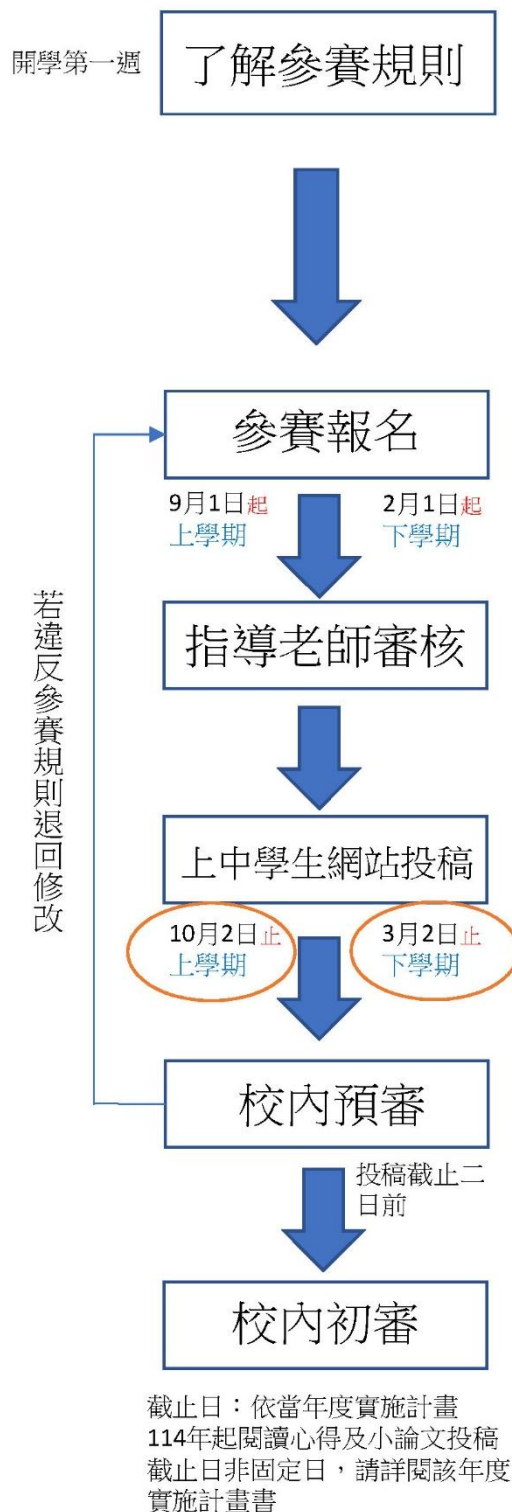 開學第一週
了解參賽規則
參賽報名
9月1日起
上學期
2月1日起
下學期
指導老師審核
上中學生網站投稿
10月2日止
上學期
3月2日止
下學期
若違反參賽規則退回修改
校內預審
投稿截止二
日前
校內初審
截止日：依當年度實施計畫
114年起閱讀心得及小論文投稿
截止日非固定日，請詳閱該年度
實施計畫書